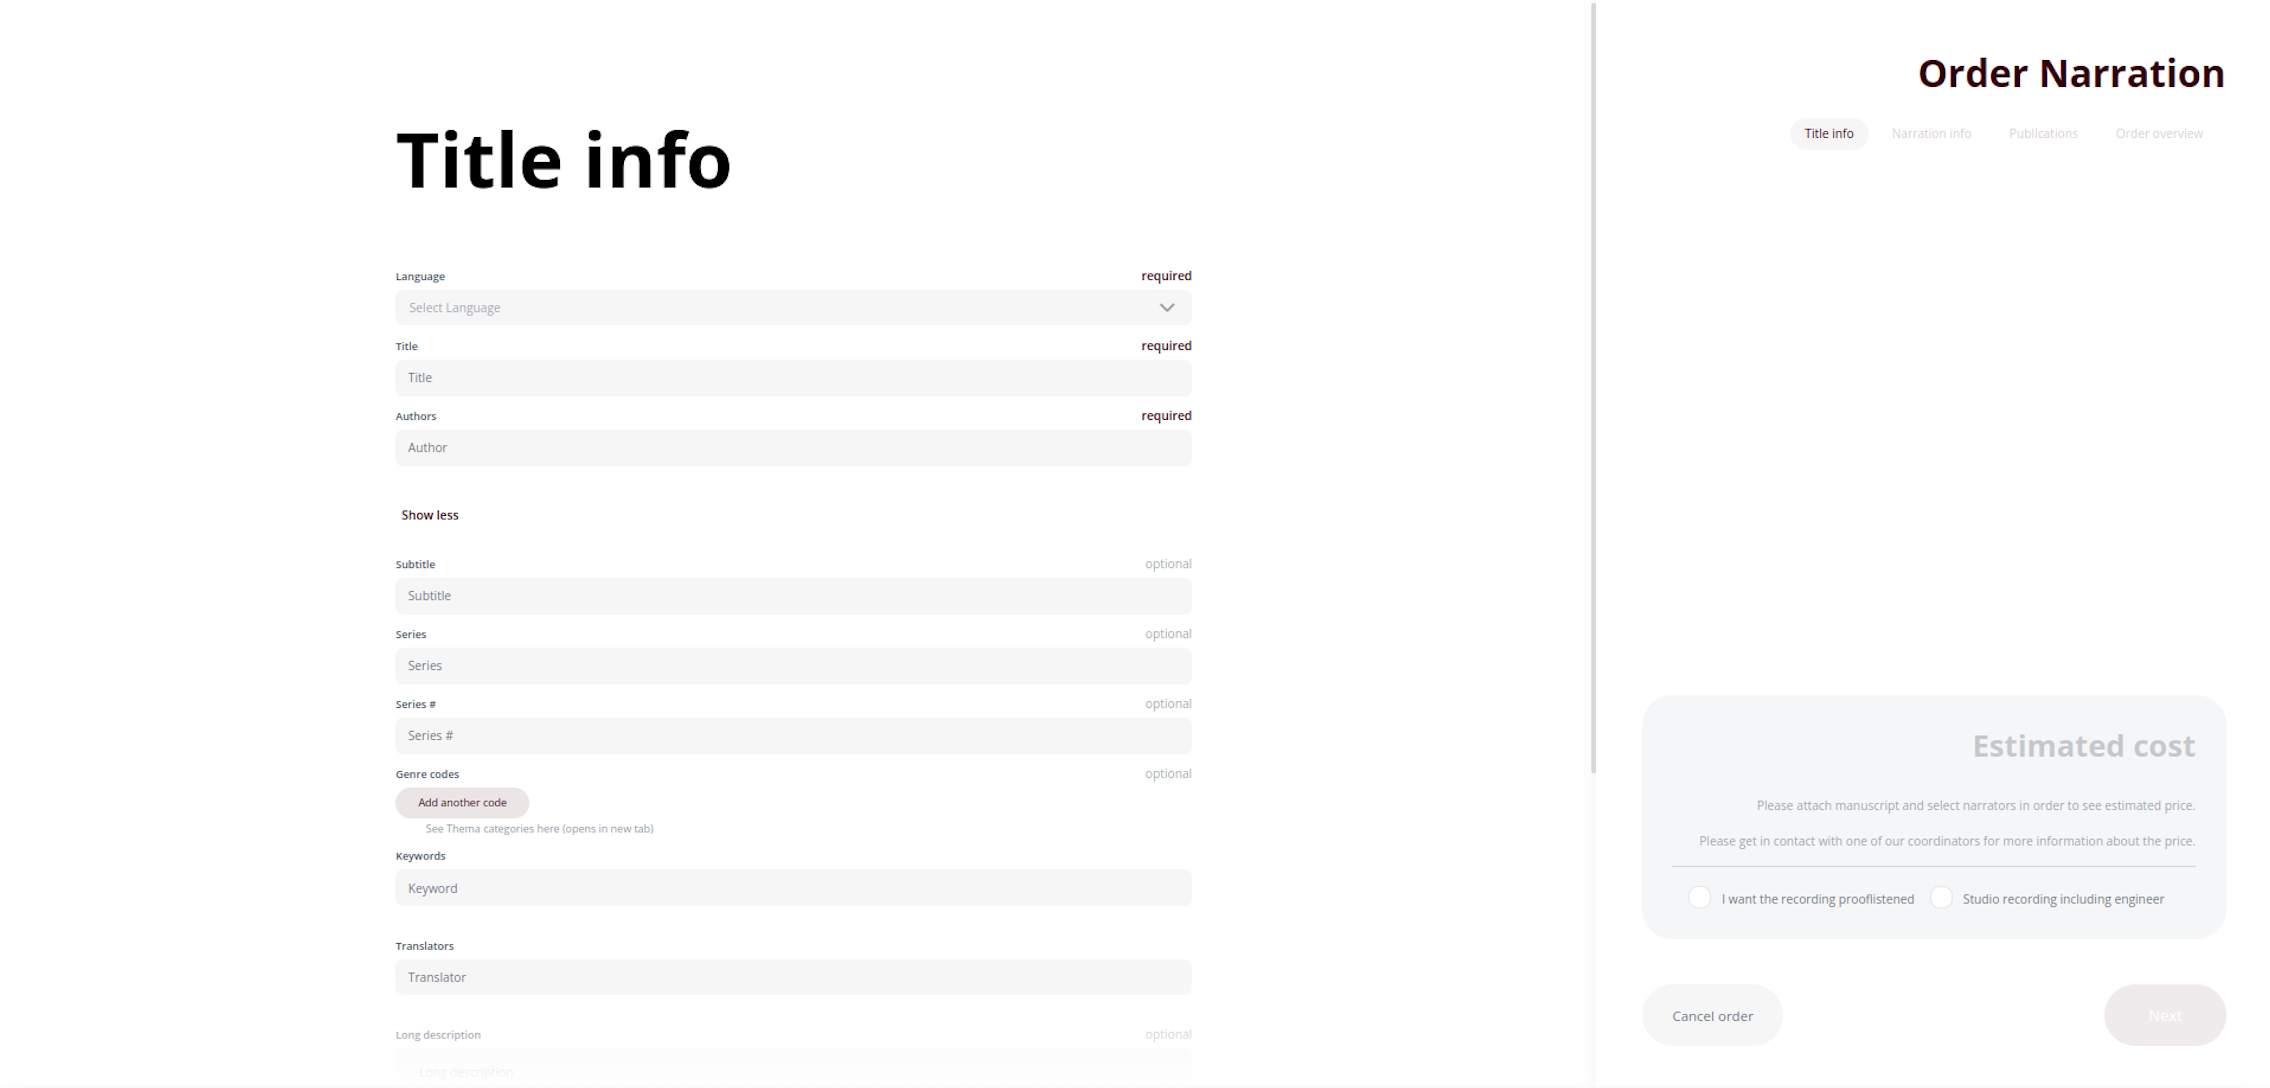 Title info
Language required
Select Language
Title required
Title
Authors required
Author
Show less
Subtitle optional
Subtitle
Series optional
Series
Series # optional
Series #
Genre codes optional
Add another code
See Thema categories here (opens in new tab)
Keywords
Keyword
Translators
Translator
Long description optional
Long description
Order Narration
Title info Narration info Publications Order overview
Estimated cost
Please attach manuscript and select narrators in order to see estimated price.
Please get in contact with one of our coordinators for more information about the price.
I want the recording prooflistened Studio recording including engineer
Cancel order Next